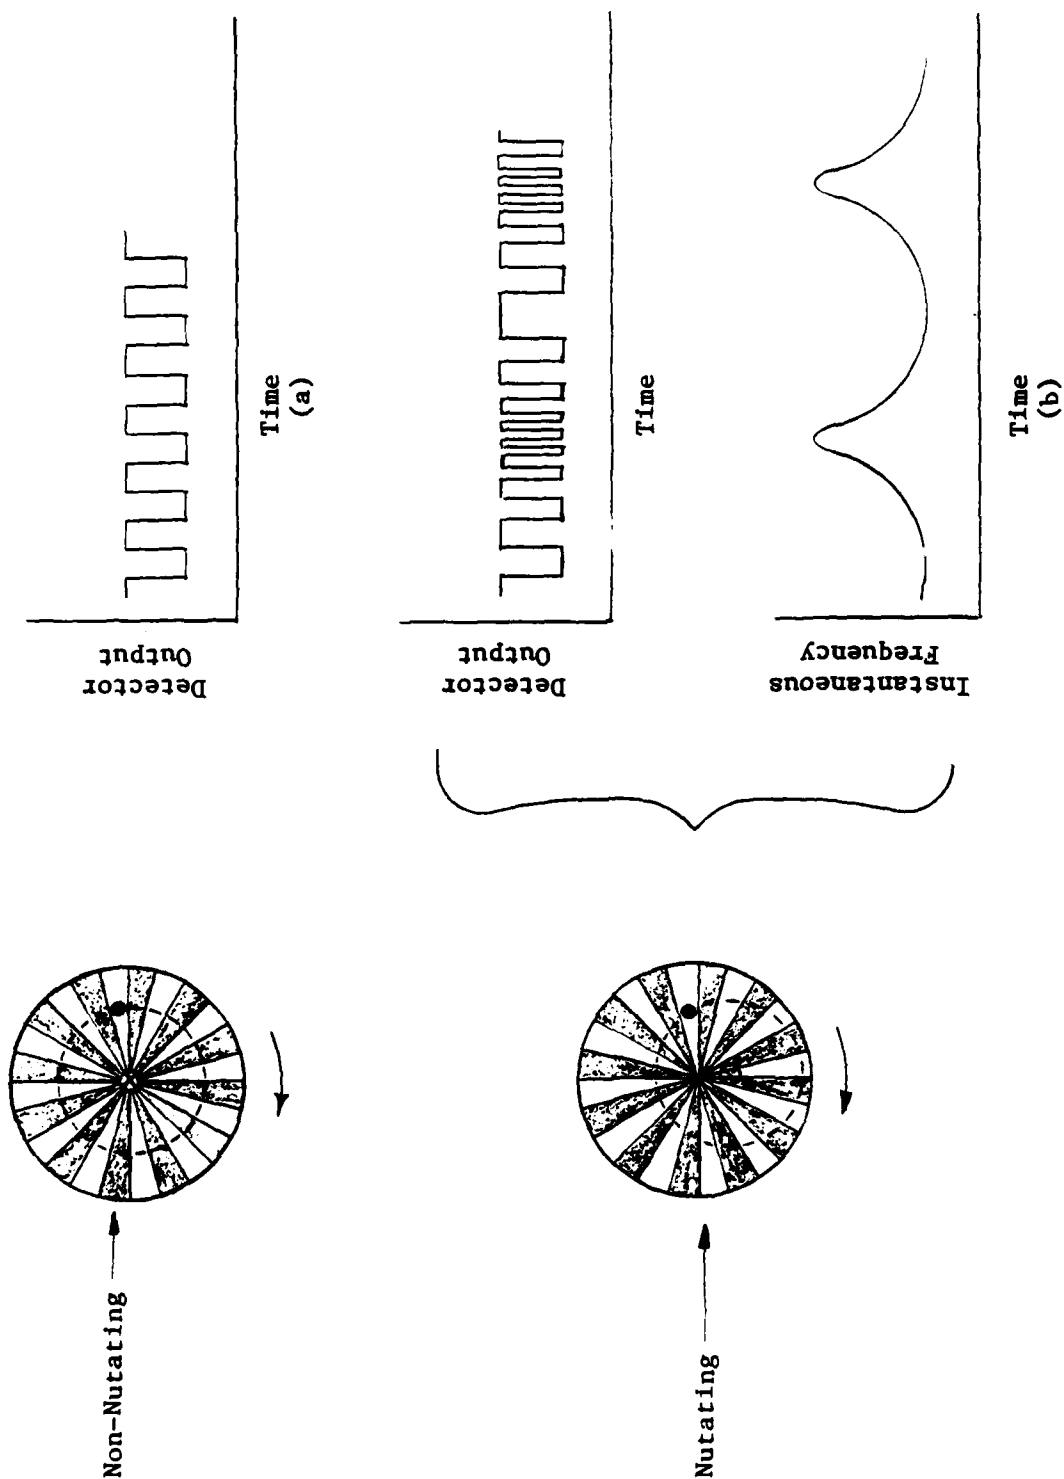 Non-Nutating
Detector
Output
Time
(a)
Nutating
Detector
Output
Time
Instantaneous
Frequency
Time
(b)